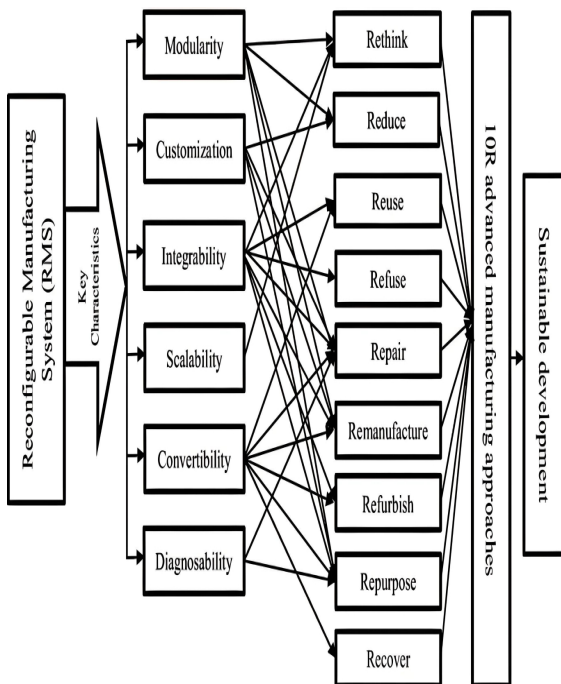 Reconfigurable Manufacturing
System (RMS)
Key
Characteristics
Modularity
Customization
Integrability
Scalability
Convertibility
Diagnosability
Rethink
Reduce
Reuse
Refuse
Repair
Remanufacture
Refurbish
Repurpose
Recover
10R advanced manufacturing approaches
Sustainable development